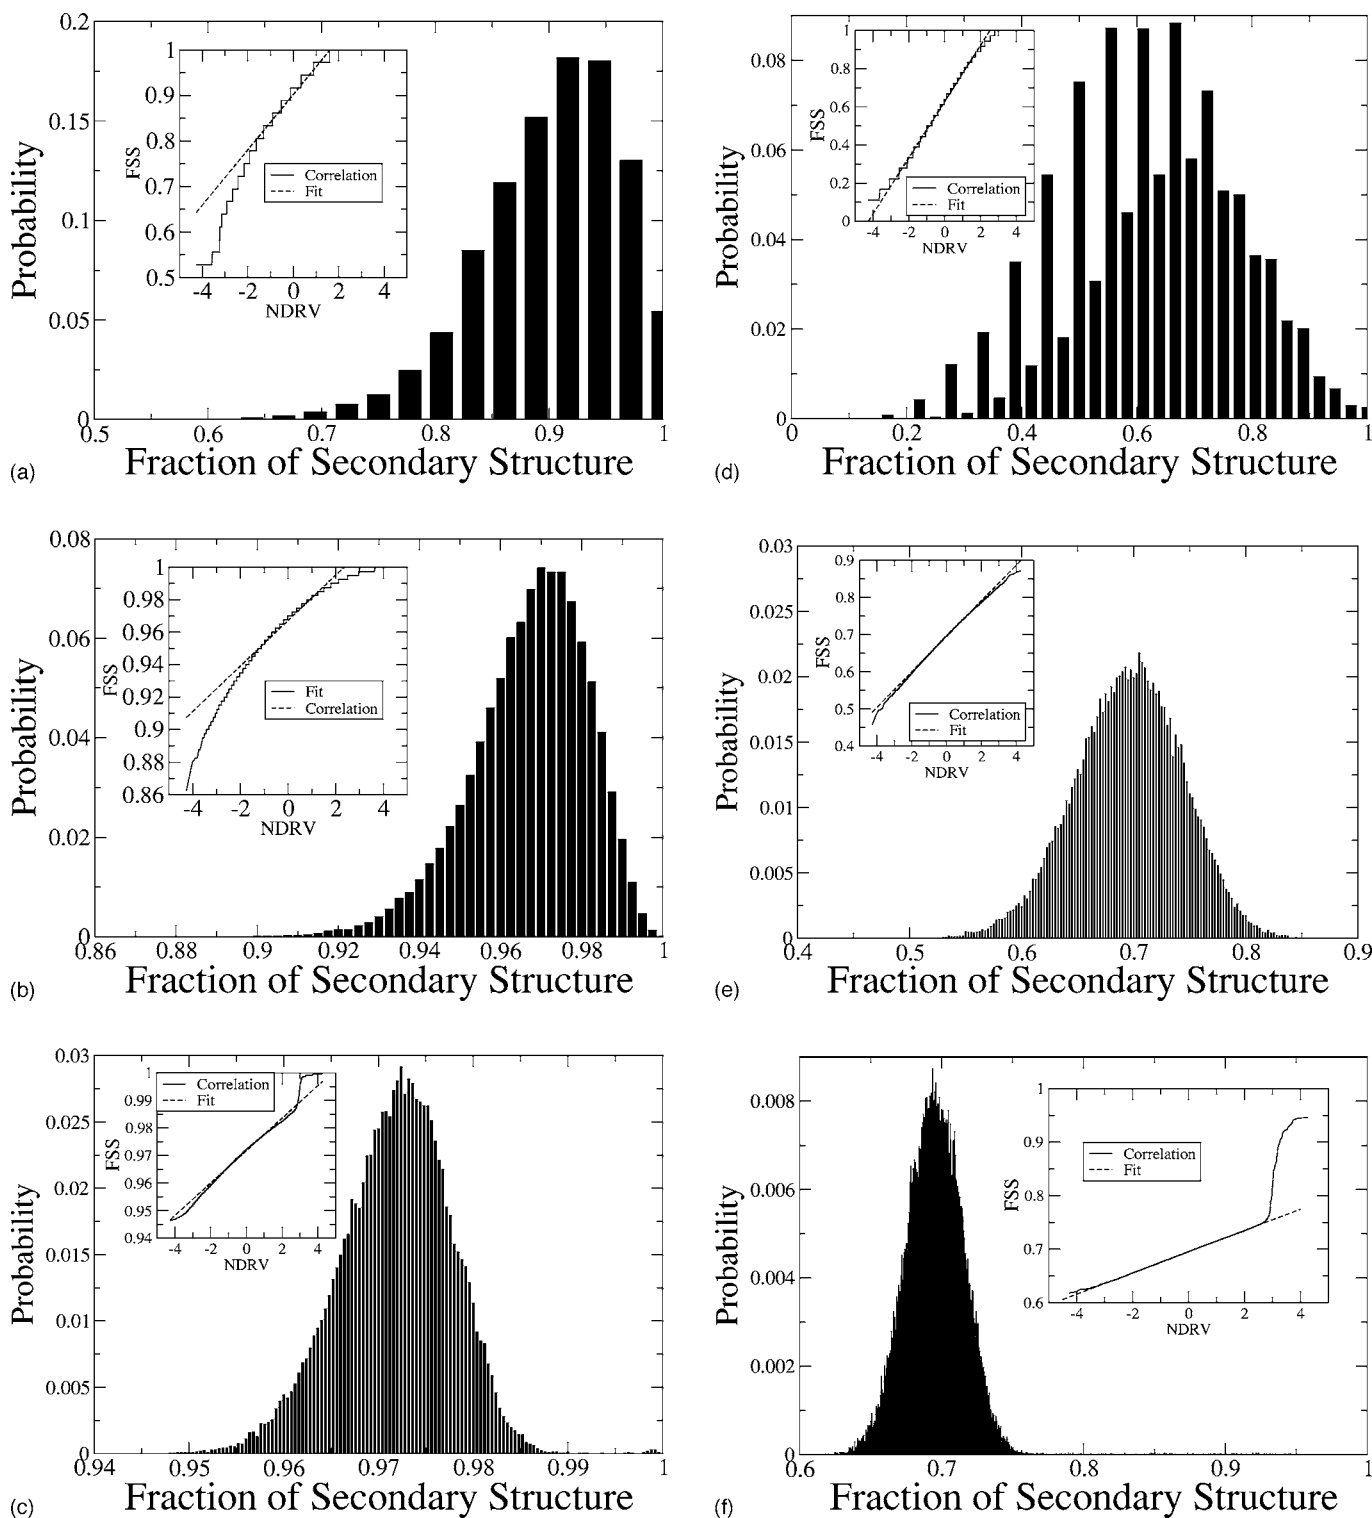 0.2
0.15
0.1
0.05
0
Probability
0.5 0.6 0.7 0.8 0.9 1
Fraction of Secondary Structure
(a)
1
0.9
0.8
0.7
0.6
0.5
FSS
-4 -2 0 2 4
NDRV
Correlation
Fit
0.08
0.06
0.04
0.02
0
Probability
0.86 0.88 0.9 0.92 0.94 0.96 0.98 1
Fraction of Secondary Structure
(b)
1
0.98
0.96
0.94
0.92
0.9
0.88
0.86
FSS
-4 -2 0 2 4
NDRV
Fit
Correlation
0.03
0.025
0.02
0.015
0.01
0.005
0
Probability
0.94 0.95 0.96 0.97 0.98 0.99 1
Fraction of Secondary Structure
(c)
1
0.99
0.98
0.97
0.96
0.95
0.94
FSS
-4 -2 0 2 4
NDRV
Correlation
Fit
0.08
0.06
0.04
0.02
0
Probability
0 0.2 0.4 0.6 0.8 1
Fraction of Secondary Structure
(d)
1
0.8
0.6
0.4
0.2
0
FSS
-4 -2 0 2 4
NDRV
Correlation
Fit
0.03
0.025
0.02
0.015
0.01
0.005
0
Probability
0.4 0.5 0.6 0.7 0.8 0.9
Fraction of Secondary Structure
(e)
0.9
0.8
0.7
0.6
0.5
0.4
FSS
-4 -2 0 2 4
NDRV
Correlation
Fit
0.008
0.006
0.004
0.002
0
Probability
0.6 0.7 0.8 0.9 1
Fraction of Secondary Structure
(f)
1
0.9
0.8
0.7
0.6
FSS
-4 -2 0 2 4
NDRV
Correlation
Fit